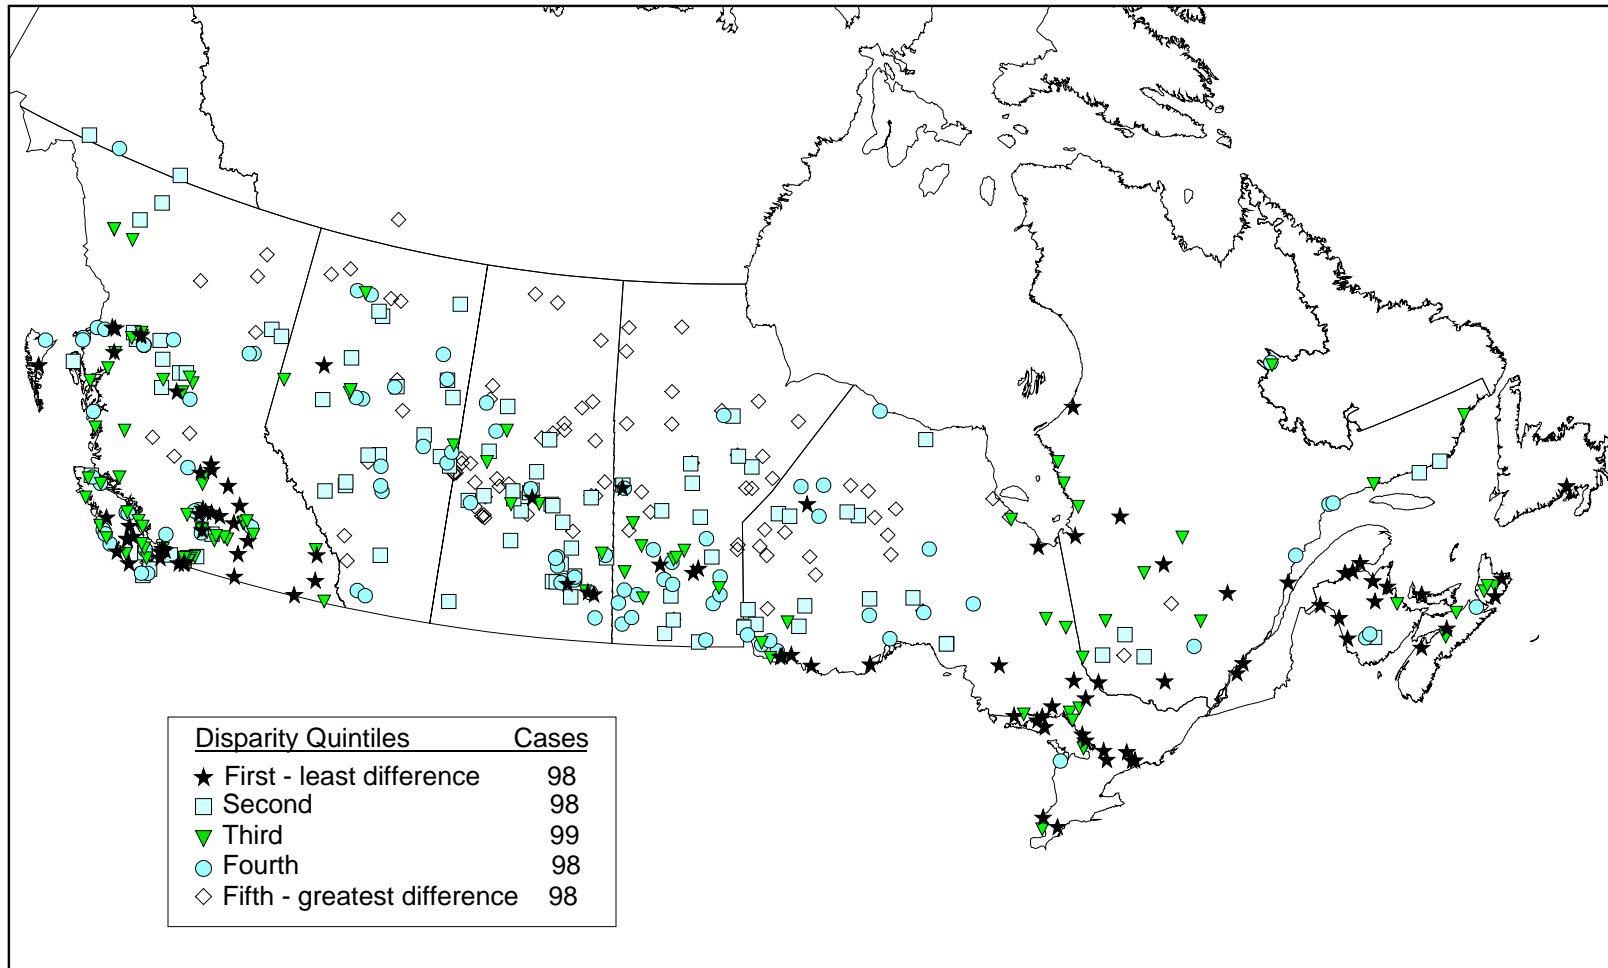 Disparity Quintiles Cases
First - least difference 98
Second 98
Third 99
Fourth 98
Fifth - greatest difference 98